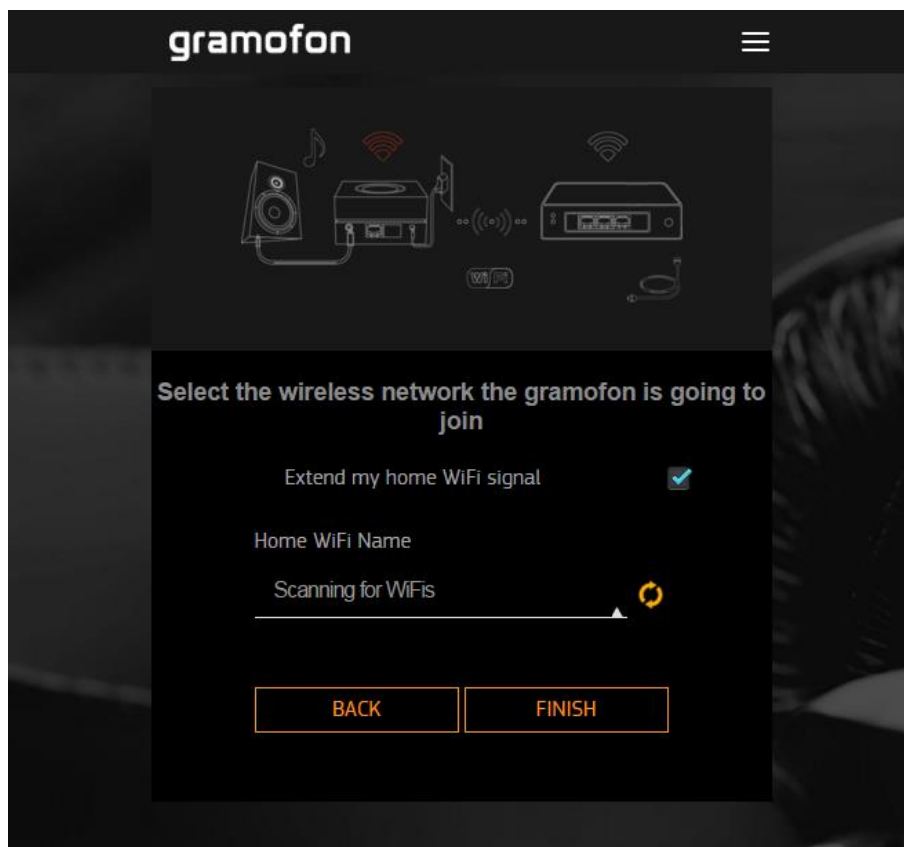 gramofon
WiFi
Select the wireless network the gramofon is going to
join
Extend my home WiFi signal
Home WiFi Name
Scanning for WiFis
BACK FINISH